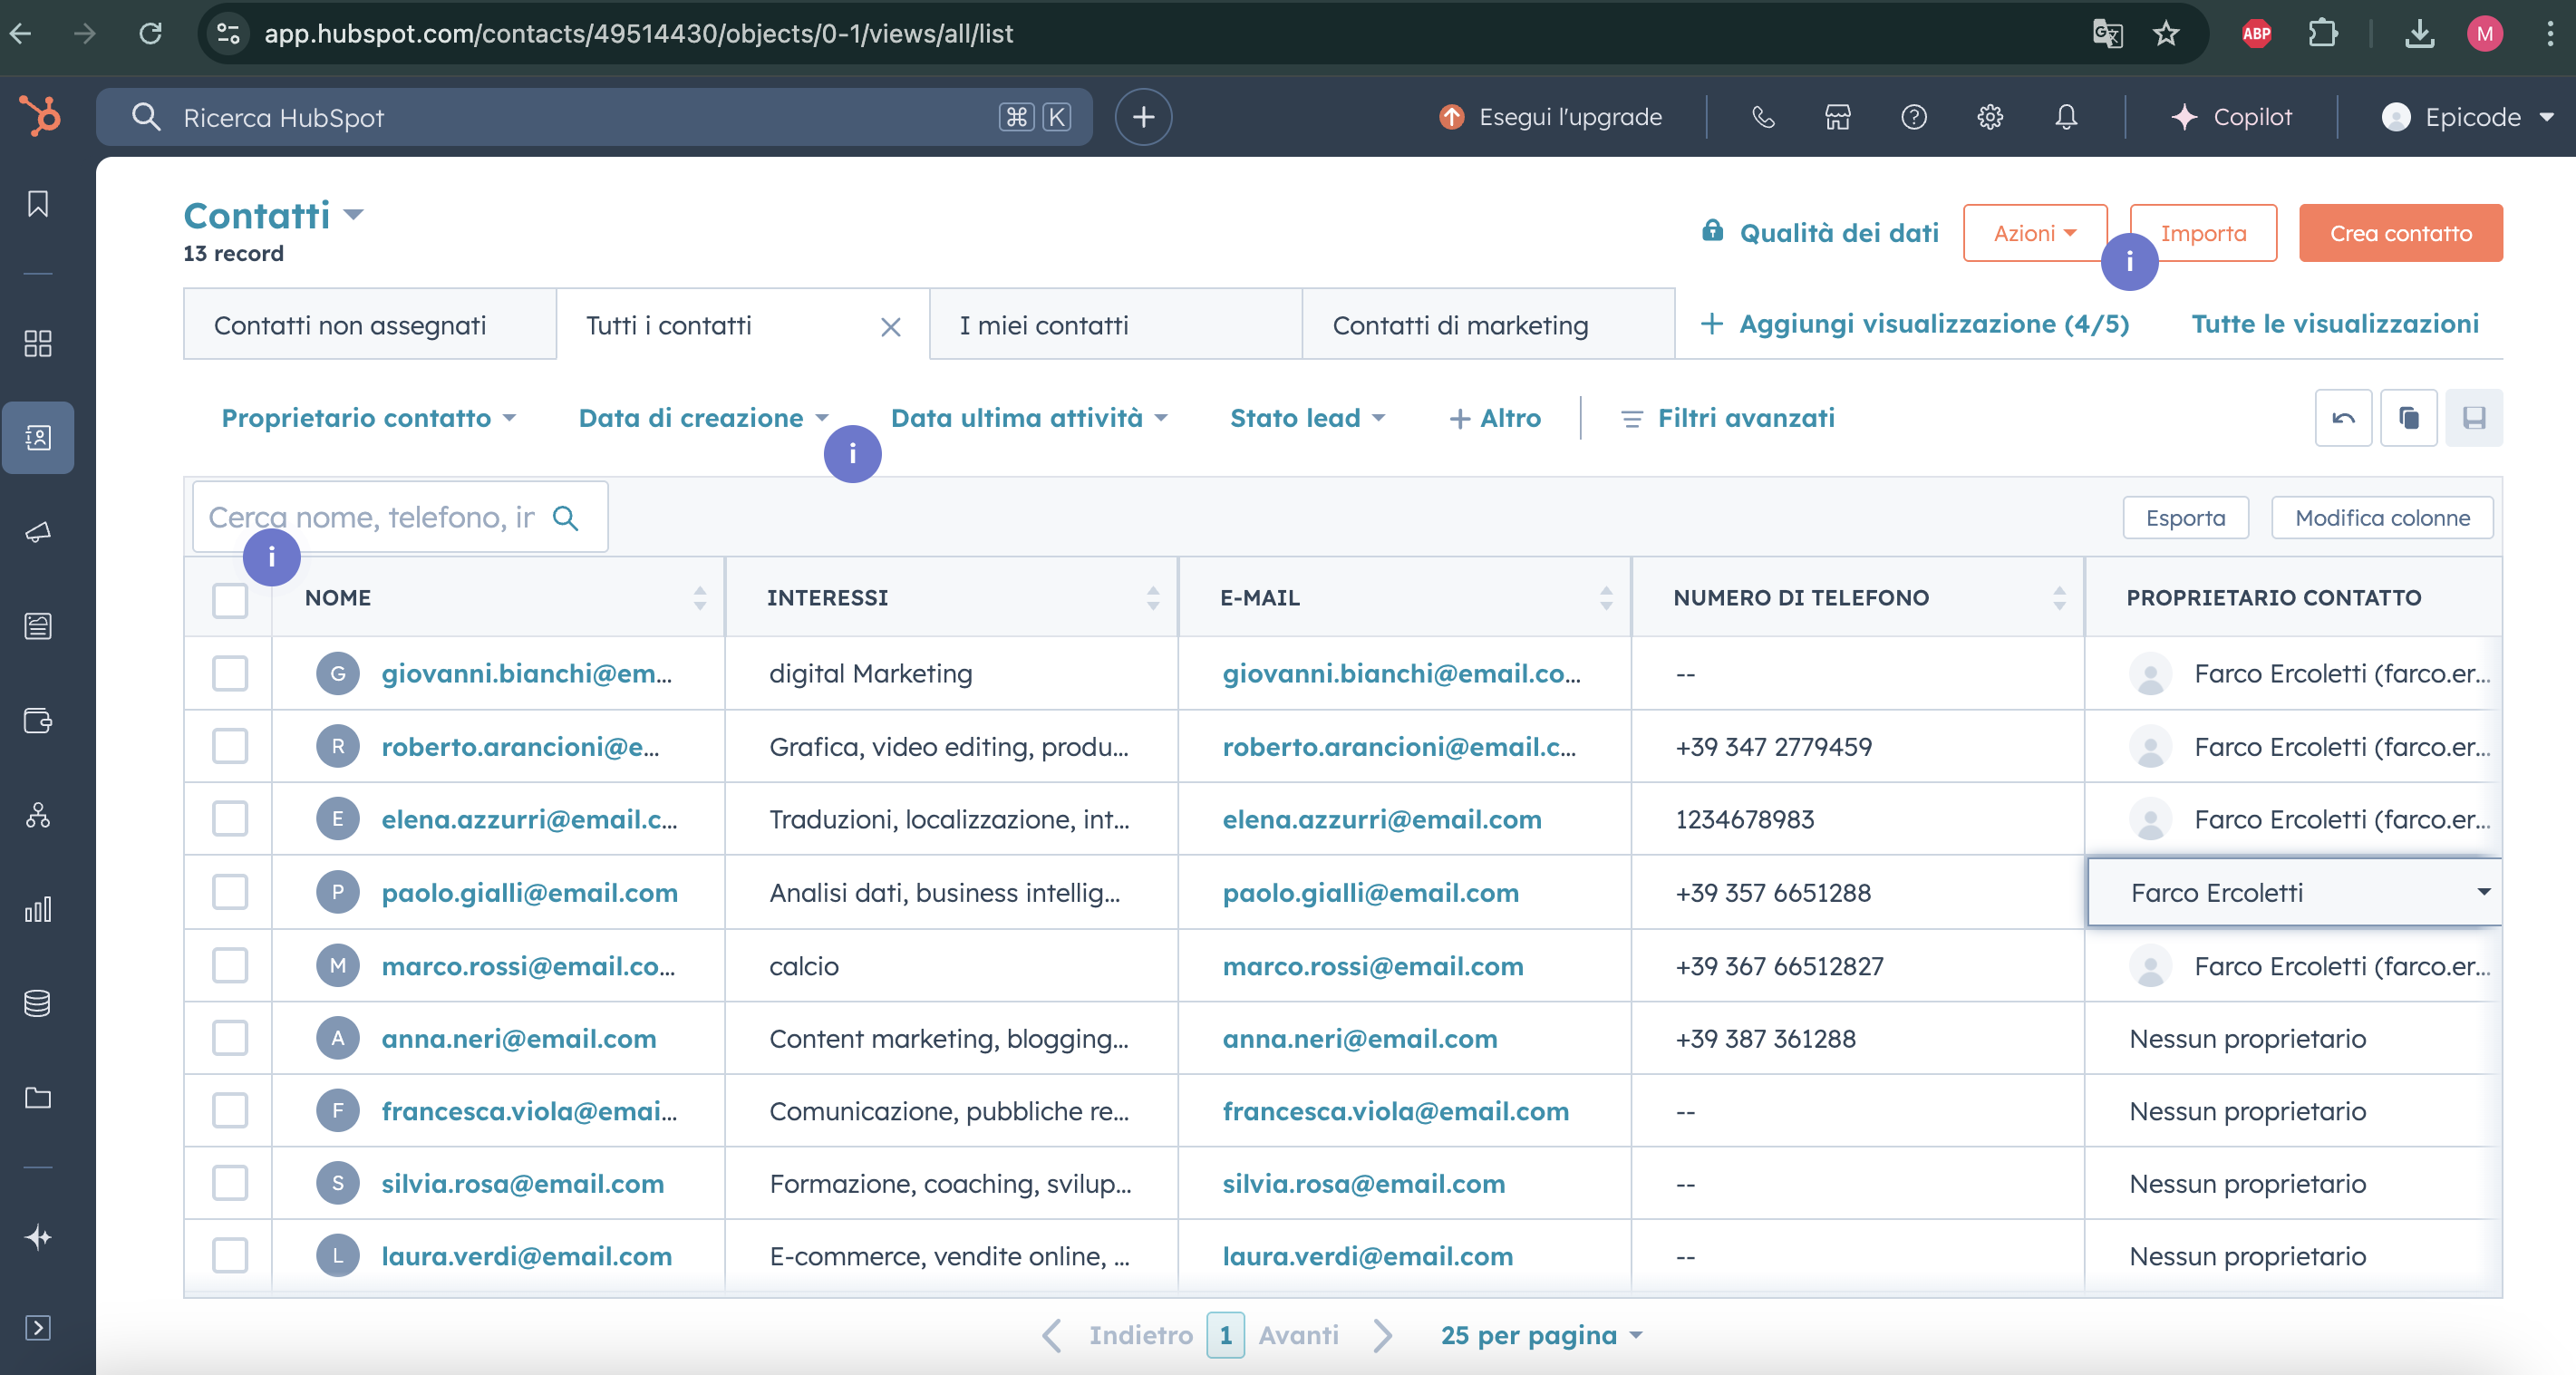 app.hubspot.com/contacts/49514430/objects/0-1/views/all/list
ABP
M
Ricerca HubSpot
⌘ K
Esegui l'upgrade
Copilot
Epicode
Contatti
13 record
Qualità dei dati
Azioni
Importa
Crea contatto
i
Contatti non assegnati
Tutti i contatti
I miei contatti
Contatti di marketing
+ Aggiungi visualizzazione (4/5)
Tutte le visualizzazioni
Proprietario contatto
Data di creazione
Data ultima attività
Stato lead
+ Altro
Filtri avanzati
i
Cerca nome, telefono, ir
Esporta
Modifica colonne
i
NOME INTERESSI E-MAIL NUMERO DI TELEFONO PROPRIETARIO CONTATTO
G giovanni.bianchi@em... digital Marketing giovanni.bianchi@email.co... -- Farco Ercoletti (farco.er...
R roberto.arancioni@e... Grafica, video editing, produ... roberto.arancioni@email.c... +39 347 2779459 Farco Ercoletti (farco.er...
E elena.azzurri@email.c... Traduzioni, localizzazione, int... elena.azzurri@email.com 1234678983 Farco Ercoletti (farco.er...
P paolo.gialli@email.com Analisi dati, business intellig... paolo.gialli@email.com +39 357 6651288 Farco Ercoletti
M marco.rossi@email.co... calcio marco.rossi@email.com +39 367 66512827 Farco Ercoletti (farco.er...
A anna.neri@email.com Content marketing, blogging... anna.neri@email.com +39 387 361288 Nessun proprietario
F francesca.viola@emai... Comunicazione, pubbliche re... francesca.viola@email.com -- Nessun proprietario
S silvia.rosa@email.com Formazione, coaching, svilup... silvia.rosa@email.com -- Nessun proprietario
L laura.verdi@email.com E-commerce, vendite online, ... laura.verdi@email.com -- Nessun proprietario
Indietro 1 Avanti 25 per pagina